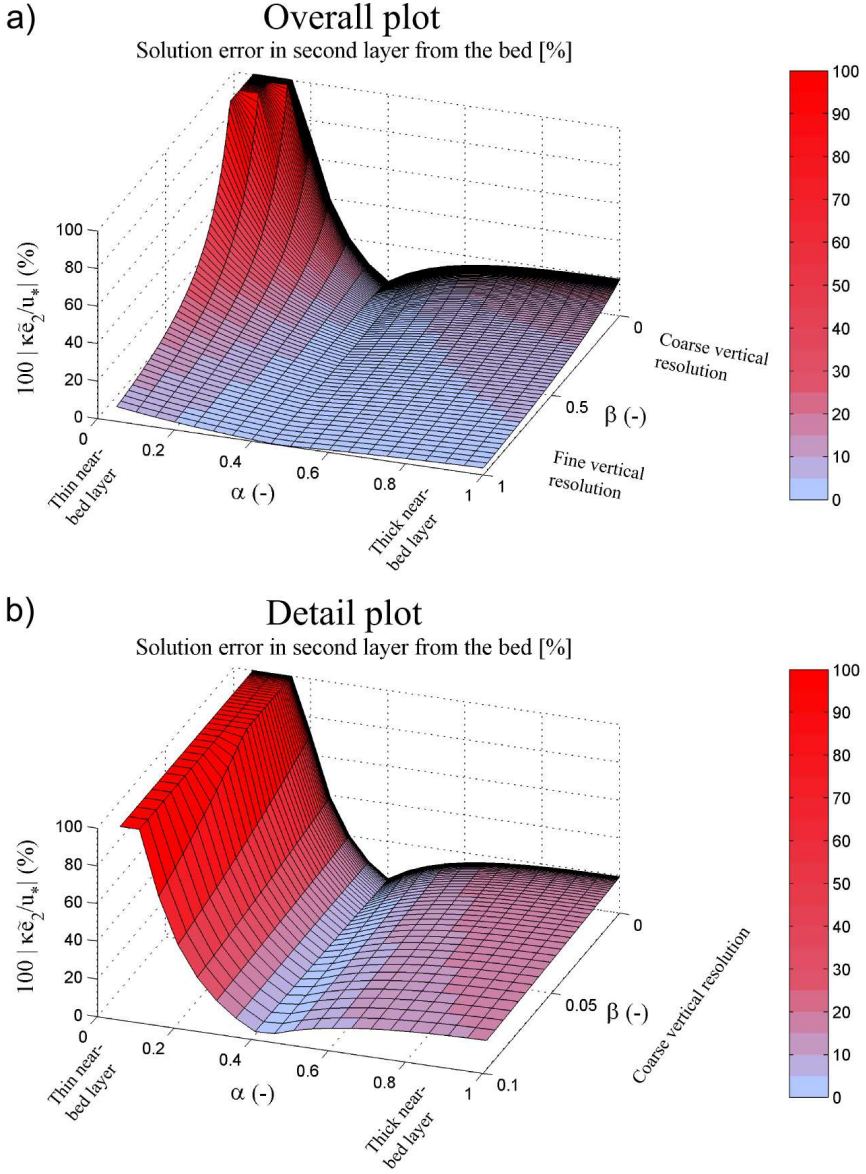 a)
Overall plot
Solution error in second layer from the bed [%]
100 | κẽ₂/u*| (%)
100
80
60
40
20
0
0
0.2
0.4
0.6
0.8
1
α (-)
Thin near-
bed layer
Thick near-
bed layer
0
0.5
1
β (-)
Coarse vertical
resolution
Fine vertical
resolution
100
90
80
70
60
50
40
30
20
10
0
b)
Detail plot
Solution error in second layer from the bed [%]
100 | κẽ₂/u*| (%)
100
80
60
40
20
0
0
0.2
0.4
0.6
0.8
1
α (-)
Thin near-
bed layer
Thick near-
bed layer
0
0.05
0.1
β (-)
Coarse vertical resolution
100
90
80
70
60
50
40
30
20
10
0